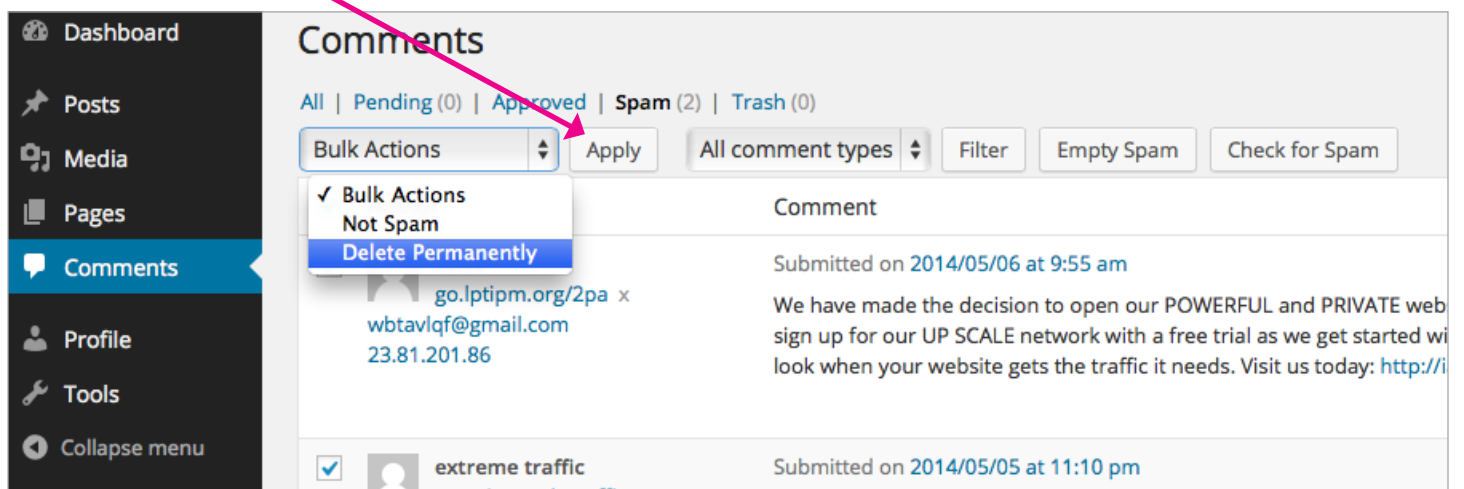 Dashboard
Posts
Media
Pages
Comments
Profile
Tools
Collapse menu
Comments
All | Pending (0) | Approved | Spam (2) | Trash (0)
Bulk Actions Apply All comment types Filter Empty Spam Check for Spam
✓ Bulk Actions
Not Spam
Delete Permanently
Comment
go.lptipm.org/2pa x
wbtavlqf@gmail.com
23.81.201.86
Submitted on 2014/05/06 at 9:55 am
We have made the decision to open our POWERFUL and PRIVATE web
sign up for our UP SCALE network with a free trial as we get started wi
look when your website gets the traffic it needs. Visit us today: http://i
extreme traffic
Submitted on 2014/05/05 at 11:10 pm